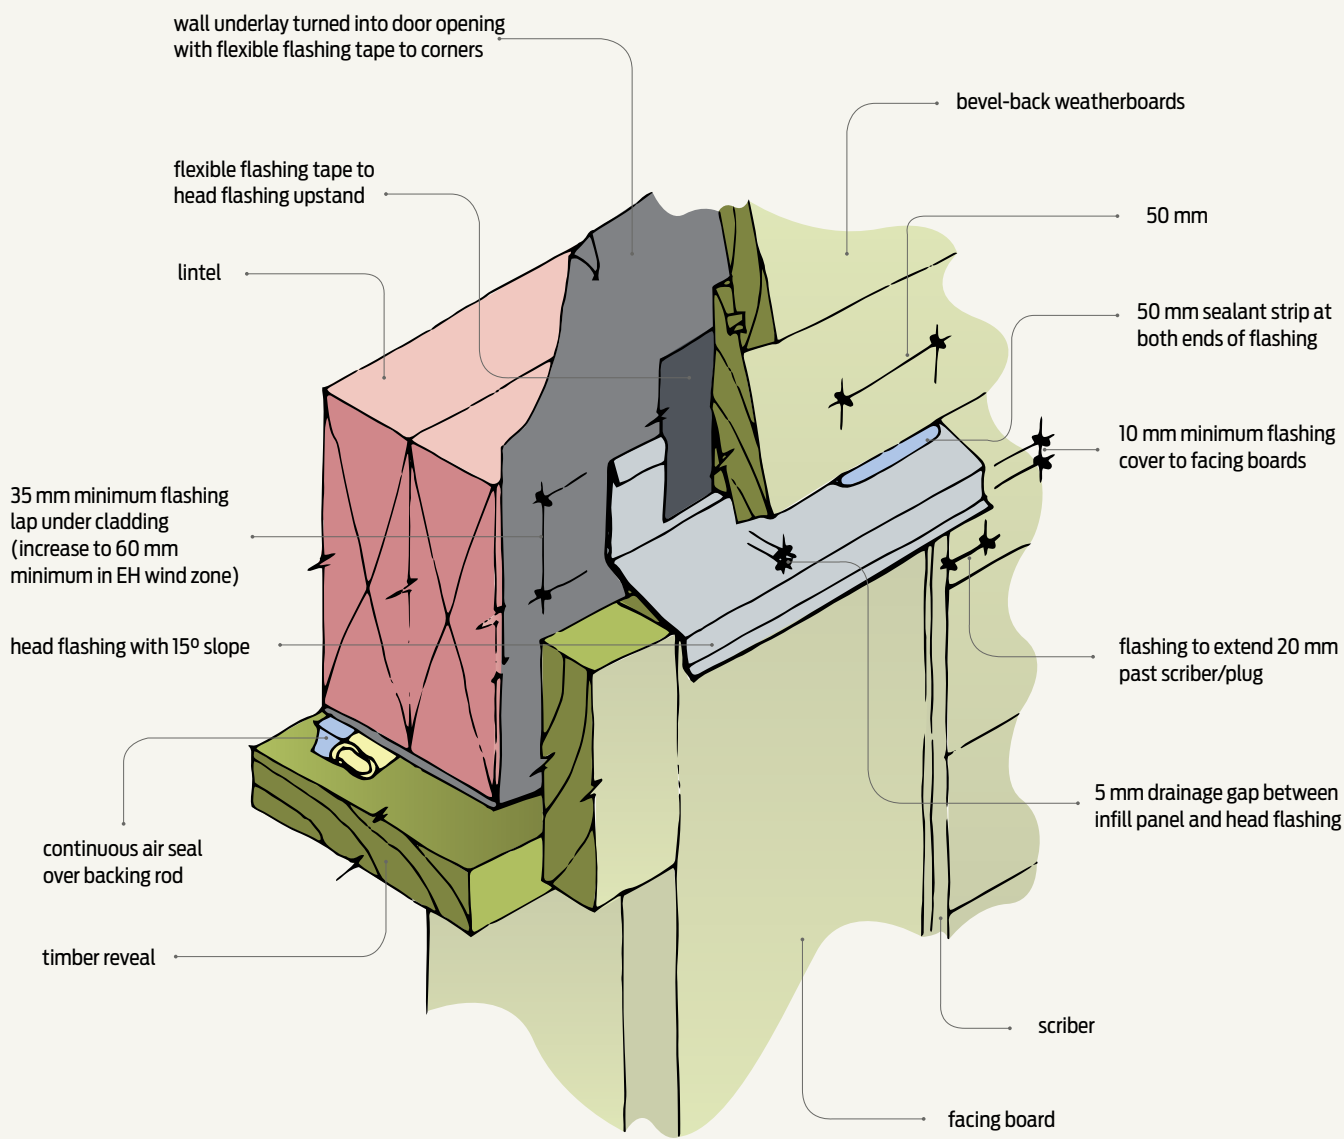 wall underlay turned into door opening
with flexible flashing tape to corners
bevel-back weatherboards
flexible flashing tape to
head flashing upstand
50 mm
lintel
50 mm sealant strip at
both ends of flashing
10 mm minimum flashing
cover to facing boards
35 mm minimum flashing
lap under cladding
(increase to 60 mm
minimum in EH wind zone)
head flashing with 15º slope
flashing to extend 20 mm
past scriber/plug
5 mm drainage gap between
infill panel and head flashing
continuous air seal
over backing rod
timber reveal
scriber
facing board